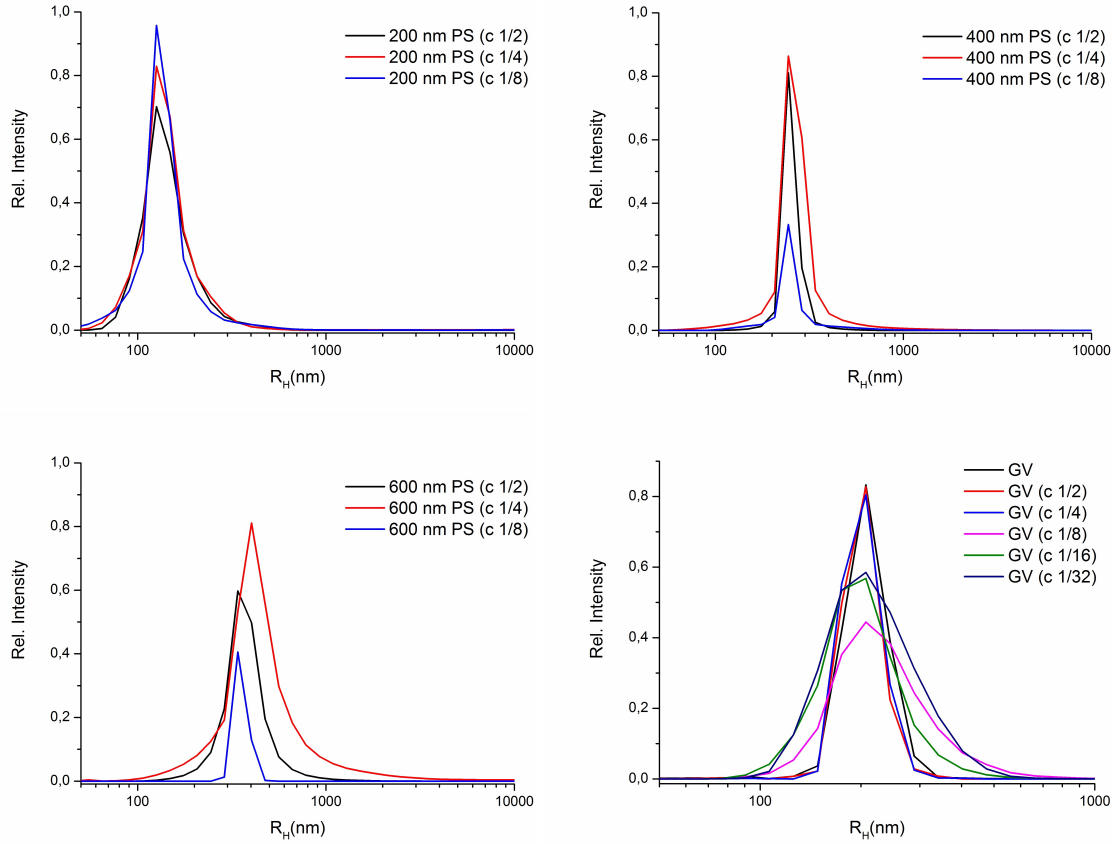 1,0
0,8
0,6
0,4
0,2
0,0
Rel. Intensity
100 1000 10000
R_H(nm)
200 nm PS (c 1/2)
200 nm PS (c 1/4)
200 nm PS (c 1/8)
1,0
0,8
0,6
0,4
0,2
0,0
Rel. Intensity
100 1000 10000
R_H(nm)
400 nm PS (c 1/2)
400 nm PS (c 1/4)
400 nm PS (c 1/8)
1,0
0,8
0,6
0,4
0,2
0,0
Rel. Intensity
100 1000 10000
R_H(nm)
600 nm PS (c 1/2)
600 nm PS (c 1/4)
600 nm PS (c 1/8)
0,8
0,6
0,4
0,2
0,0
Rel. Intensity
100 1000
R_H(nm)
GV
GV (c 1/2)
GV (c 1/4)
GV (c 1/8)
GV (c 1/16)
GV (c 1/32)